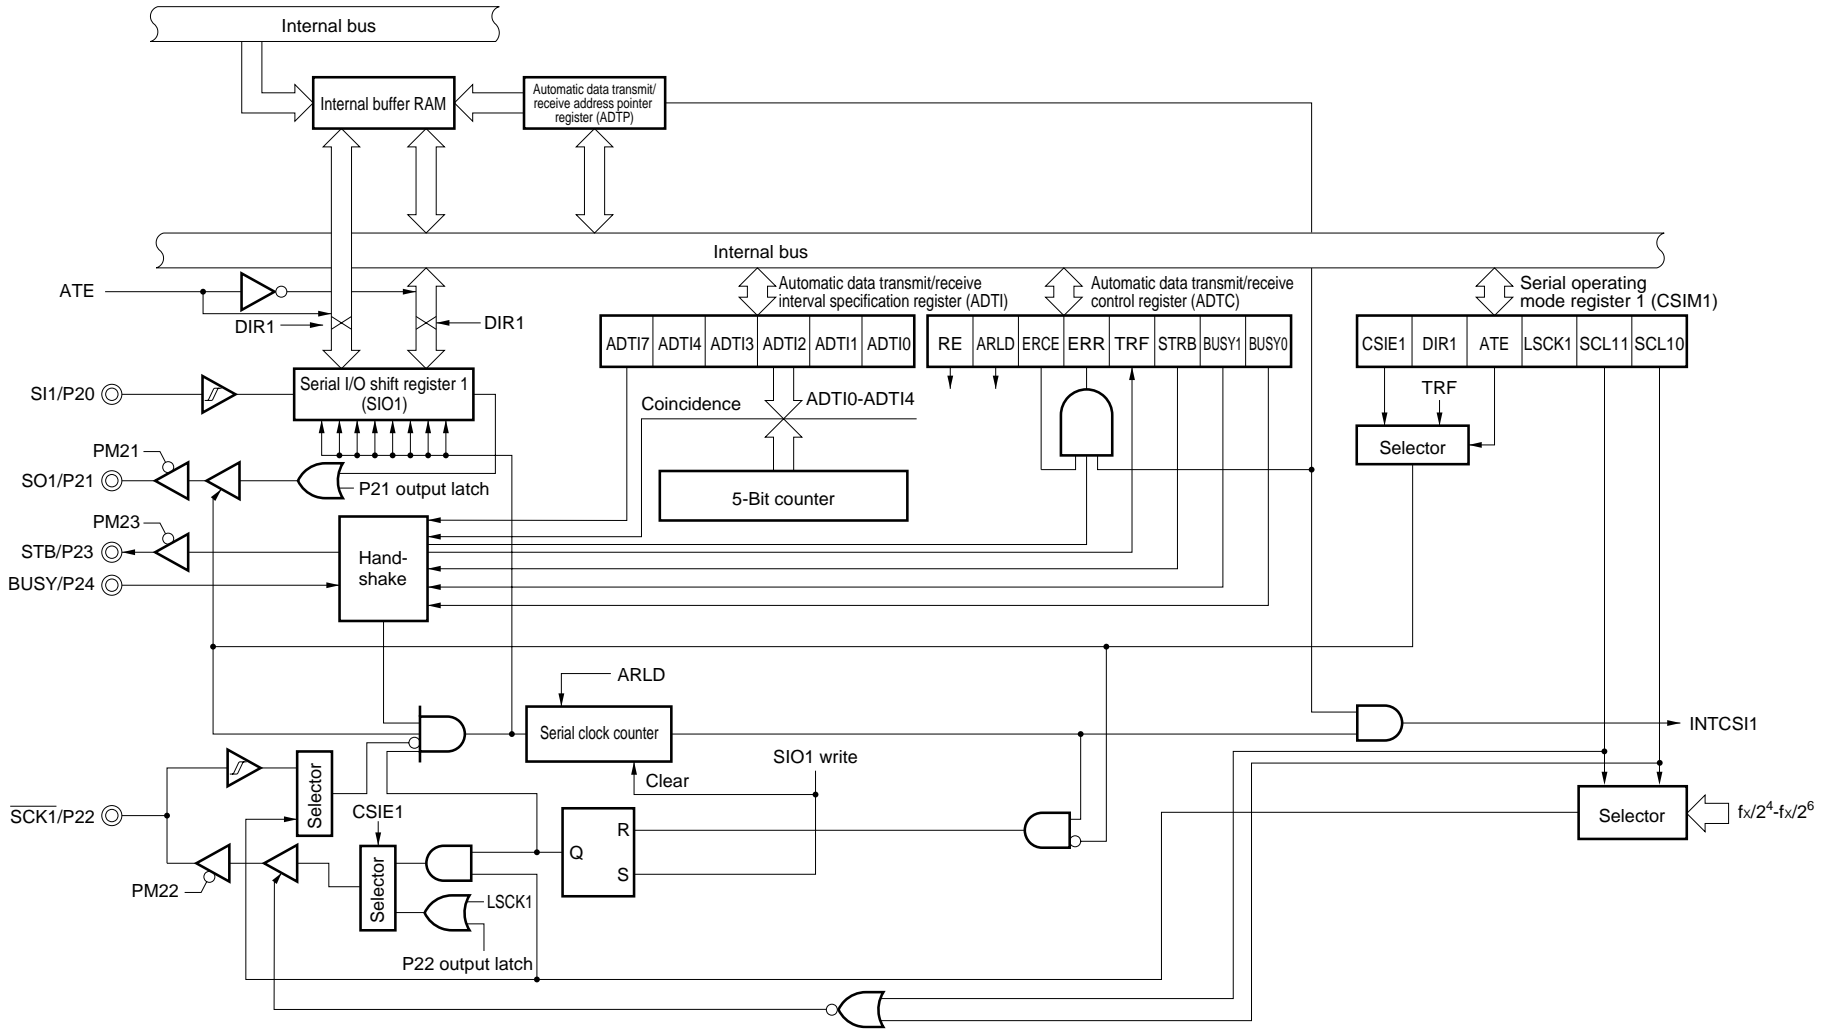 Internal bus
Internal buffer RAM
Automatic data transmit/
receive address pointer
register (ADTP)
Internal bus
ATE
DIR1
DIR1
Automatic data transmit/receive
interval specification register (ADTI)
Automatic data transmit/receive
control register (ADTC)
Serial operating
mode register 1 (CSIM1)
ADTI7 ADTI4 ADTI3 ADTI2 ADTI1 ADTI0
RE ARLD ERCE ERR TRF STRB BUSY1 BUSY0
CSIE1 DIR1 ATE LSCK1 SCL11 SCL10
SI1/P20
Serial I/O shift register 1
(SIO1)
Coincidence
ADTI0-ADTI4
TRF
Selector
PM21
SO1/P21
P21 output latch
5-Bit counter
PM23
STB/P23
BUSY/P24
Hand-
shake
ARLD
Serial clock counter
INTCSI1
SIO1 write
Clear
SCK1/P22
Selector
CSIE1
Selector
fX/2⁴-fX/2⁶
R
Q
S
PM22
Selector
LSCK1
P22 output latch